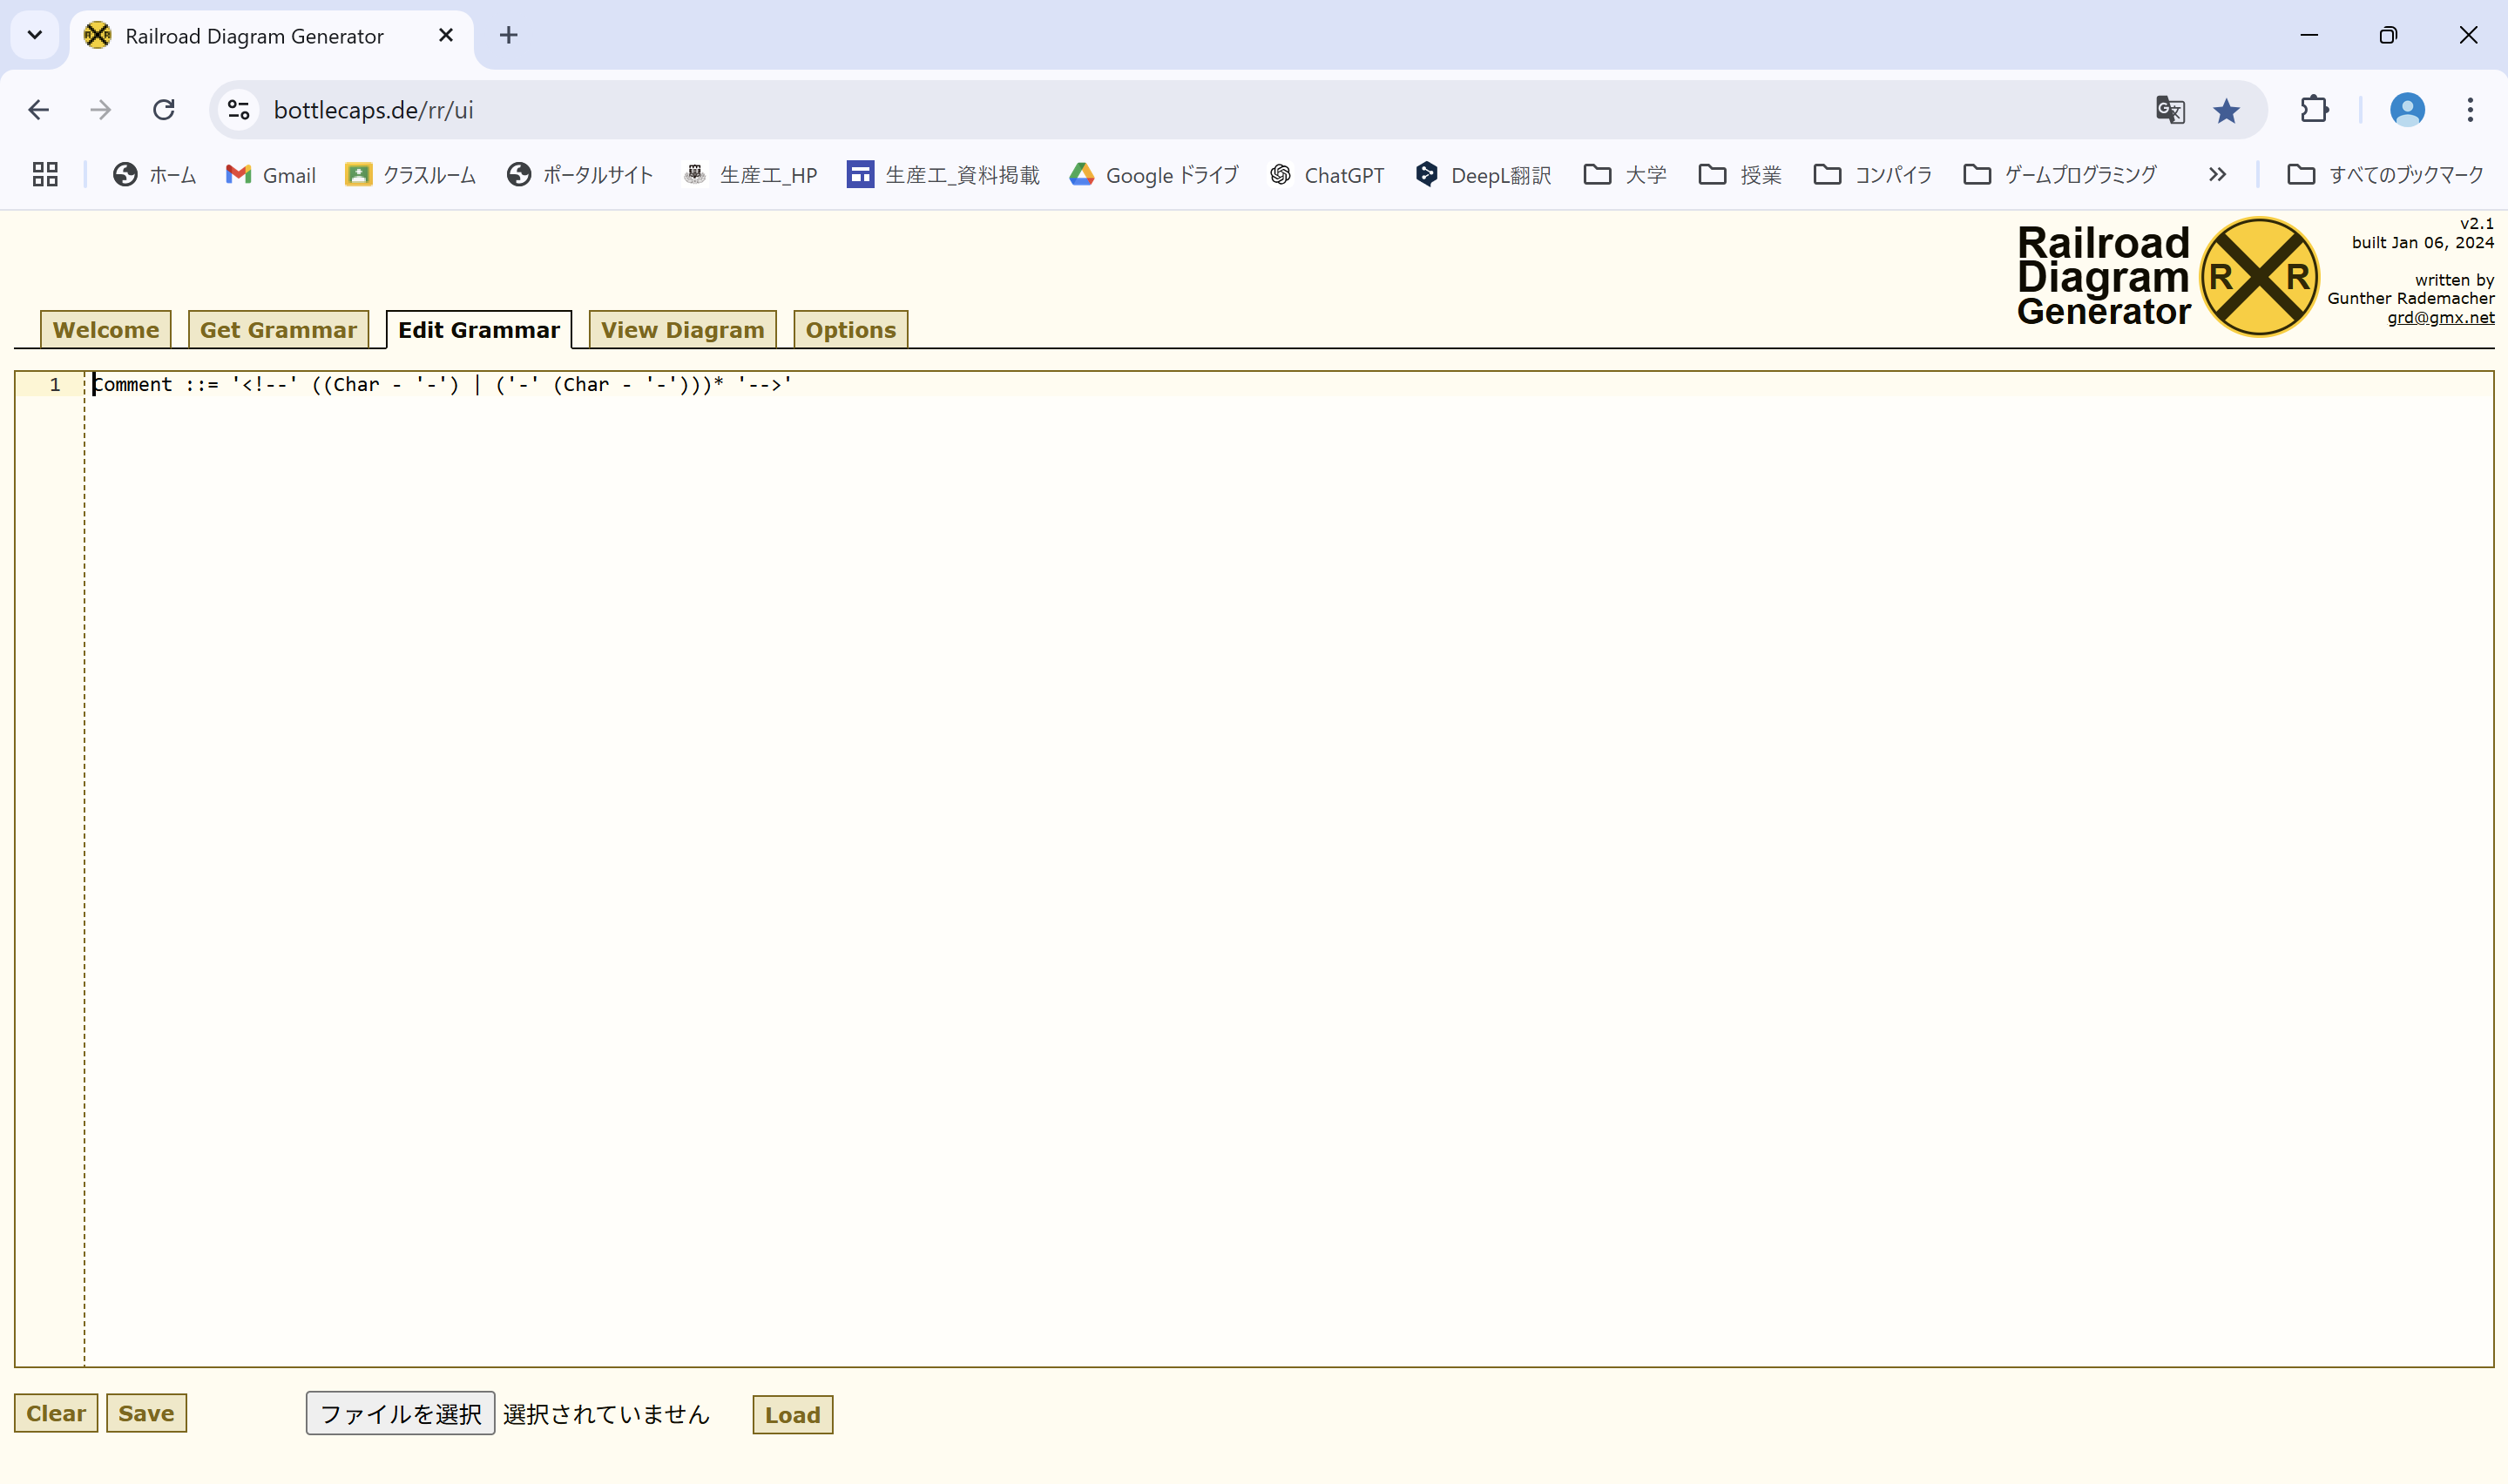 Railroad Diagram Generator
bottlecaps.de/rr/ui
ホーム Gmail クラスルーム ポータルサイト 生産工_HP 生産工_資料掲載 Google ドライブ ChatGPT DeepL翻訳 大学 授業 コンパイラ ゲームプログラミング すべてのブックマーク
Railroad
Diagram
Generator
R R
v2.1
built Jan 06, 2024
written by
Gunther Rademacher
grd@gmx.net
Welcome Get Grammar Edit Grammar View Diagram Options
1 Comment ::= '<!--' ((Char - '-') | ('-' (Char - '-')))* '-->'
Clear Save ファイルを選択 選択されていません Load